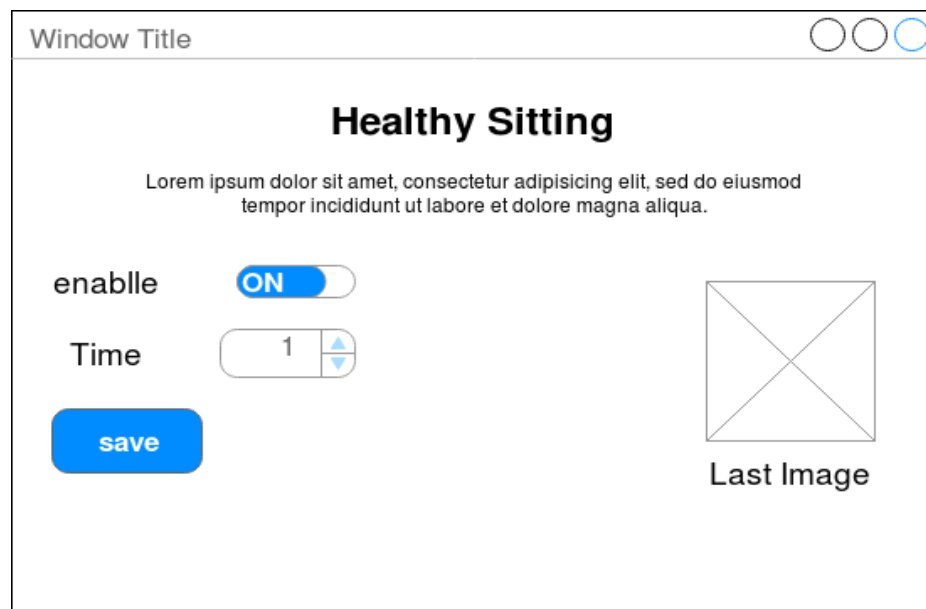 Window Title
Healthy Sitting
Lorem ipsum dolor sit amet, consectetur adipisicing elit, sed do eiusmod
tempor incididunt ut labore et dolore magna aliqua.
enablle
ON
Time
1
save
Last Image